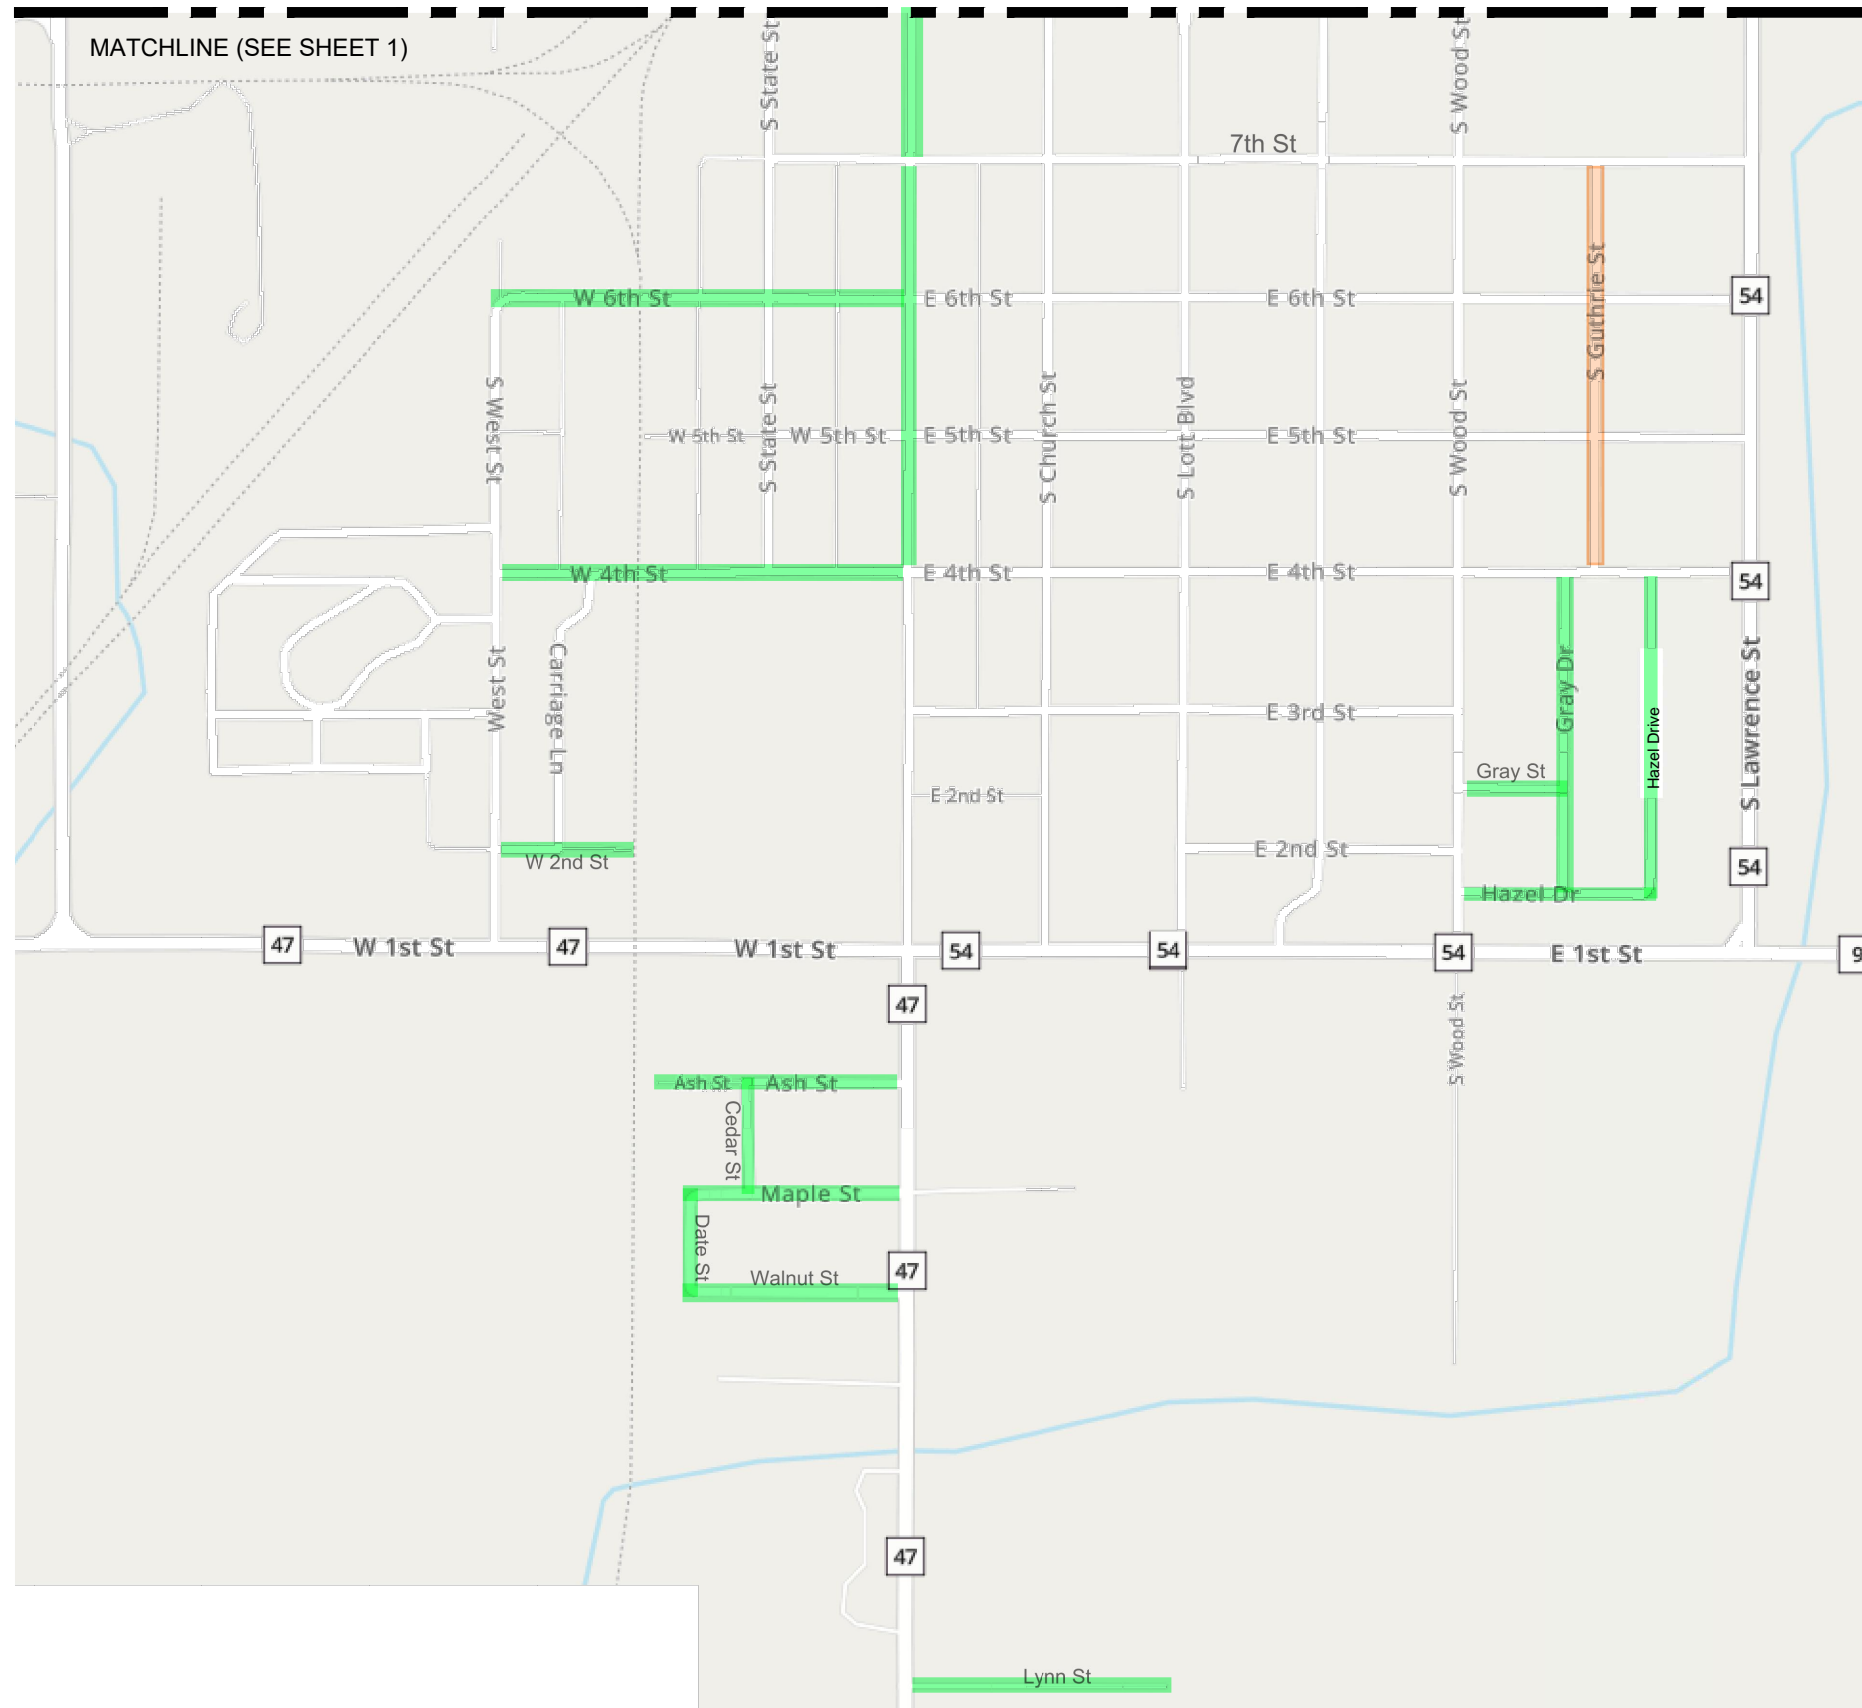 MATCHLINE (SEE SHEET 1)
S State St
S Wood St
7th St
W 6th St
E 6th St
E 6th St
54
S Guthrie St
S West St
S State St
S Church St
S Lott Blvd
S Wood St
W 5th St
W 5th St
E 5th St
E 5th St
W 4th St
E 4th St
E 4th St
54
West St
Carriage Ln
Gray Dr
Hazel Drive
S Lawrence St
E 3rd St
Gray St
E 2nd St
W 2nd St
E 2nd St
54
Hazel Dr
47
W 1st St
47
W 1st St
54
54
54
E 1st St
9
47
S Wood St
Ash St
Ash St
Cedar St
Maple St
Date St
Walnut St
47
47
Lynn St